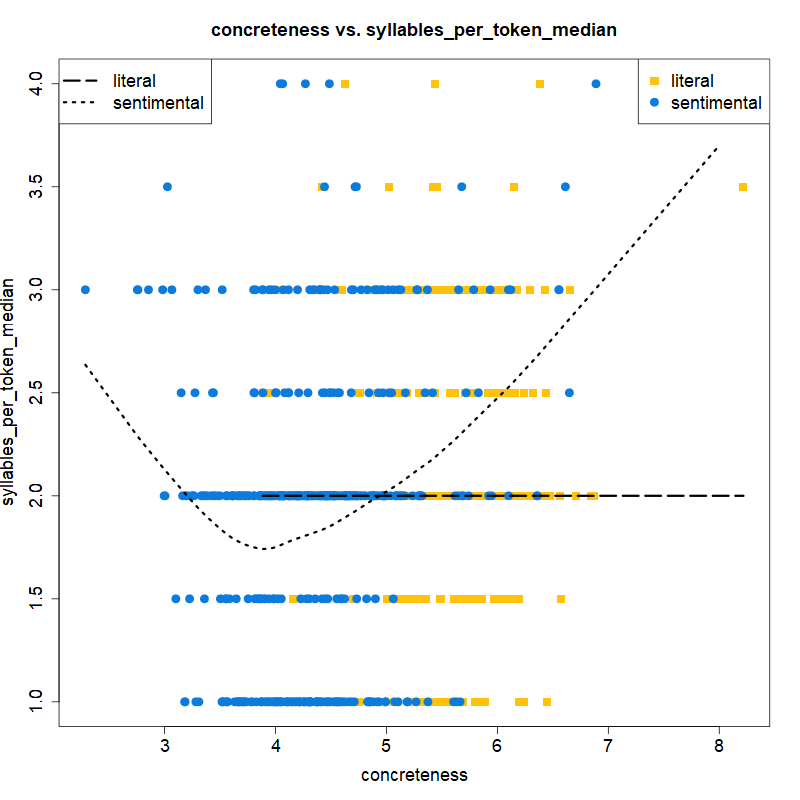 concreteness vs. syllables_per_token_median
literal
sentimental
literal
sentimental
syllables_per_token_median
4.0
3.5
3.0
2.5
2.0
1.5
1.0
3 4 5 6 7 8
concreteness